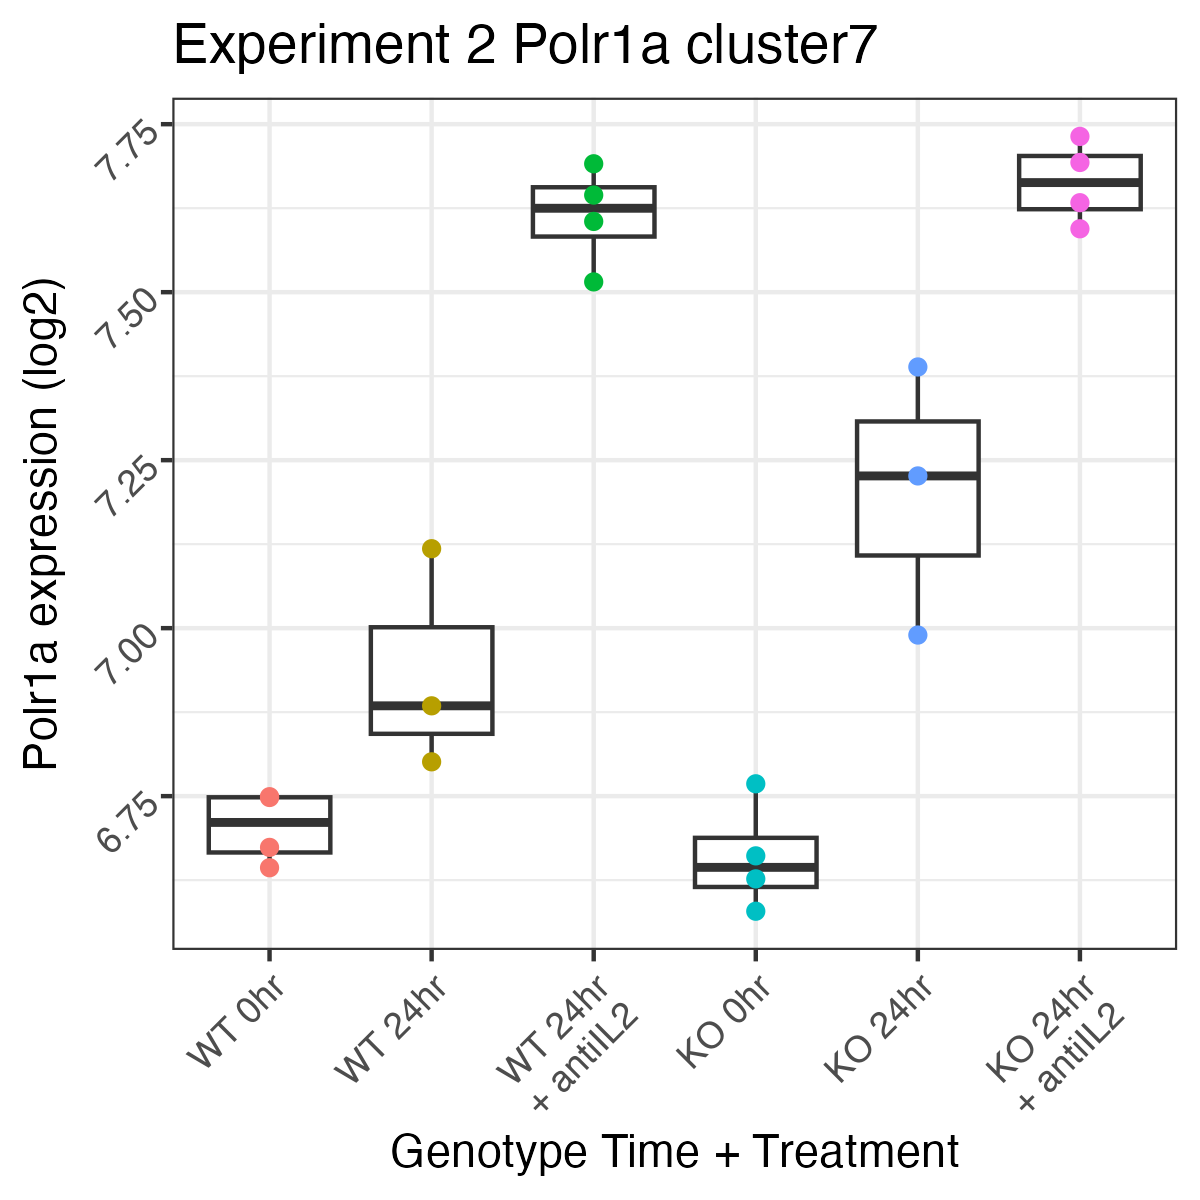 Experiment 2 Polr1a cluster7
Polr1a expression (log2)
7.75
7.50
7.25
7.00
6.75
WT 0hr
WT 24hr
WT 24hr
+ antiIL2
KO 0hr
KO 24hr
KO 24hr
+ antiIL2
Genotype Time + Treatment